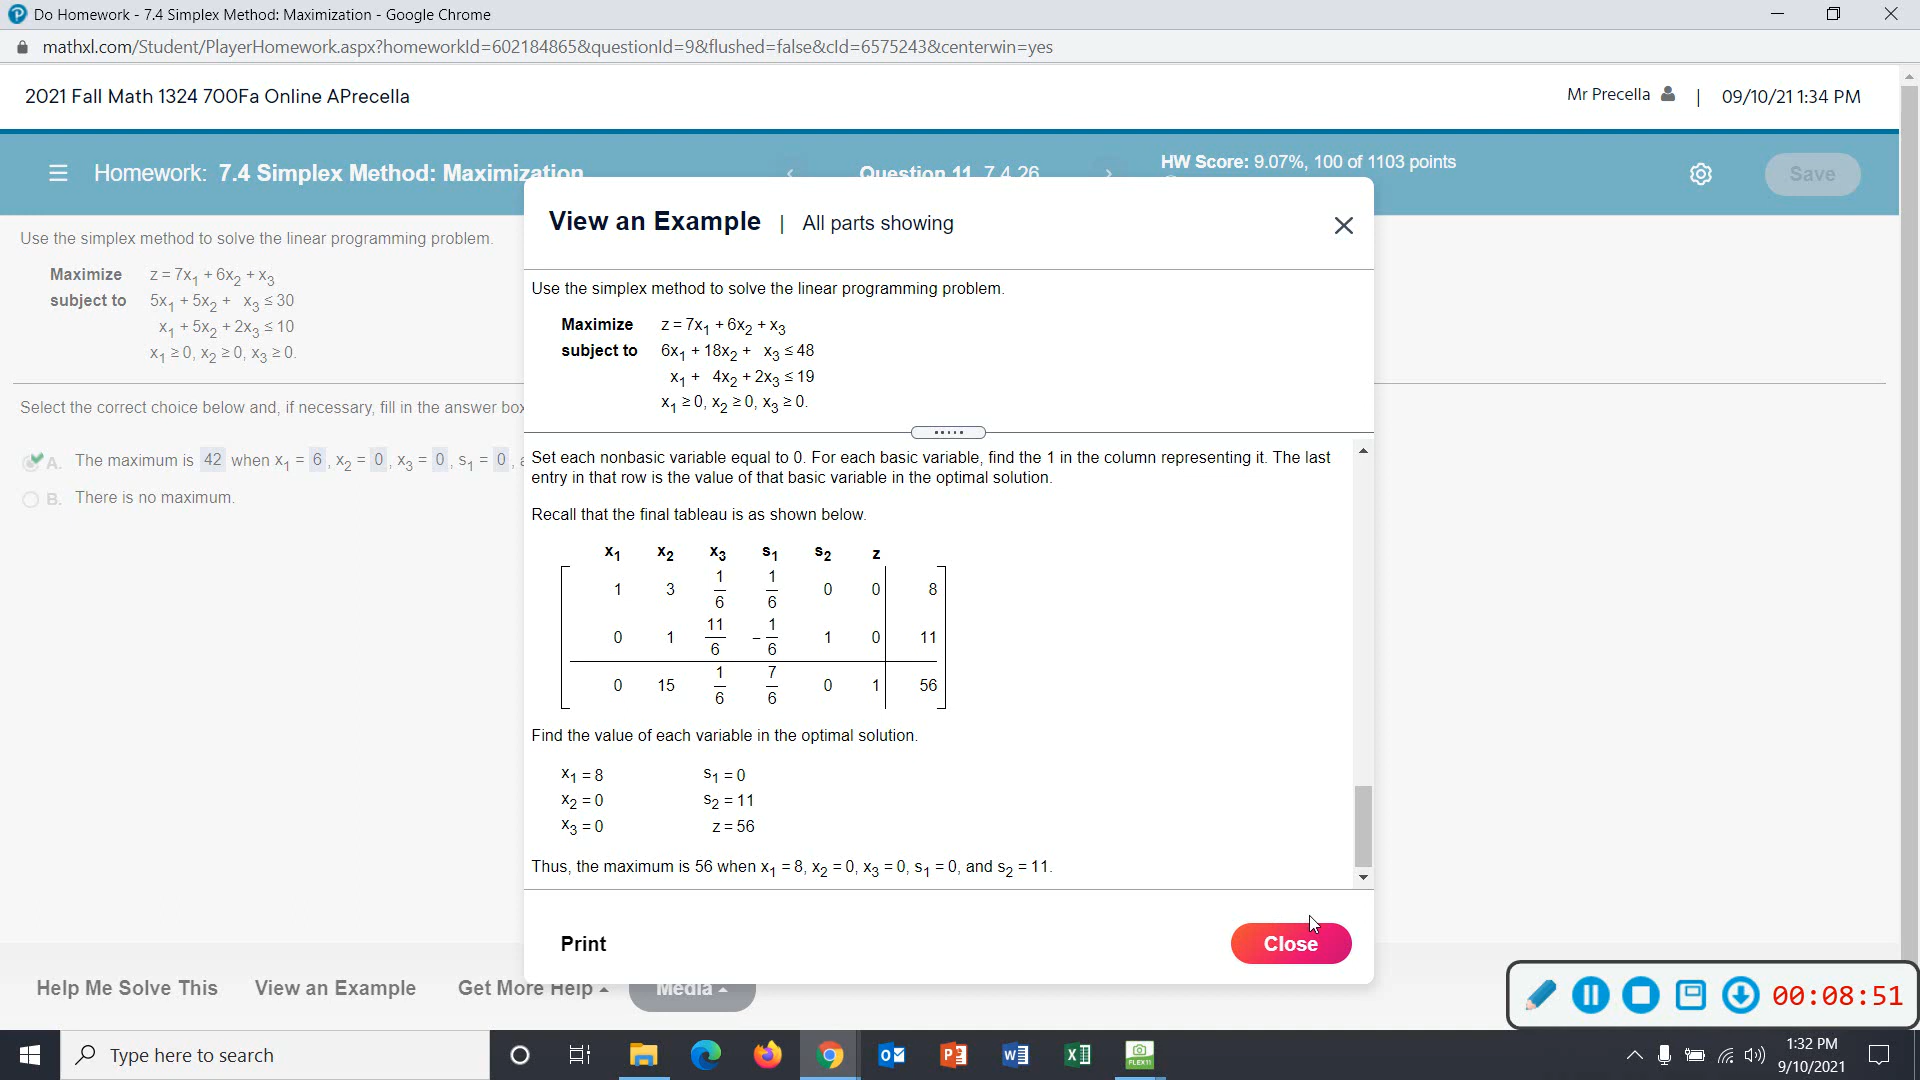 Do Homework - 7.4 Simplex Method: Maximization - Google Chrome
mathxl.com/Student/PlayerHomework.aspx?homeworkId=602184865&questionId=9&flushed=false&cId=6575243&centerwin=yes
2021 Fall Math 1324 700Fa Online APrecella
Mr Precella | 09/10/21 1:34 PM
Homework: 7.4 Simplex Method: Maximization
Question 11, 7.4.26
HW Score: 9.07%, 100 of 1103 points
Save
Use the simplex method to solve the linear programming problem.
Maximize z = 7x₁ + 6x₂ + x₃
subject to 5x₁ + 5x₂ + x₃ ≤ 30
x₁ + 5x₂ + 2x₃ ≤ 10
x₁ ≥ 0, x₂ ≥ 0, x₃ ≥ 0.
Select the correct choice below and, if necessary, fill in the answer box
A. The maximum is 42 when x₁ = 6, x₂ = 0, x₃ = 0, s₁ = 0,
B. There is no maximum.
View an Example | All parts showing
Use the simplex method to solve the linear programming problem.
Maximize z = 7x₁ + 6x₂ + x₃
subject to 6x₁ + 18x₂ + x₃ ≤ 48
x₁ + 4x₂ + 2x₃ ≤ 19
x₁ ≥ 0, x₂ ≥ 0, x₃ ≥ 0.
Set each nonbasic variable equal to 0. For each basic variable, find the 1 in the column representing it. The last
entry in that row is the value of that basic variable in the optimal solution.
Recall that the final tableau is as shown below.
x₁ x₂ x₃ s₁ s₂ z
1 3 1/6 1/6 0 0 8
0 1 11/6 -1/6 1 0 11
0 15 1/6 7/6 0 1 56
Find the value of each variable in the optimal solution.
x₁ = 8 s₁ = 0
x₂ = 0 s₂ = 11
x₃ = 0 z = 56
Thus, the maximum is 56 when x₁ = 8, x₂ = 0, x₃ = 0, s₁ = 0, and s₂ = 11.
Print
Close
Help Me Solve This View an Example Get More Help Media
00:08:51
Type here to search
FLEX11
1:32 PM
9/10/2021